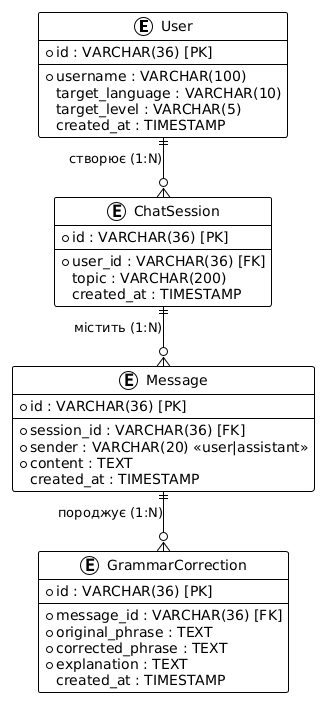 E User
id : VARCHAR(36) [PK]
username : VARCHAR(100)
target_language : VARCHAR(10)
target_level : VARCHAR(5)
created_at : TIMESTAMP
створює (1:N)
E ChatSession
id : VARCHAR(36) [PK]
user_id : VARCHAR(36) [FK]
topic : VARCHAR(200)
created_at : TIMESTAMP
містить (1:N)
E Message
id : VARCHAR(36) [PK]
session_id : VARCHAR(36) [FK]
sender : VARCHAR(20) «user|assistant»
content : TEXT
created_at : TIMESTAMP
породжує (1:N)
E GrammarCorrection
id : VARCHAR(36) [PK]
message_id : VARCHAR(36) [FK]
original_phrase : TEXT
corrected_phrase : TEXT
explanation : TEXT
created_at : TIMESTAMP